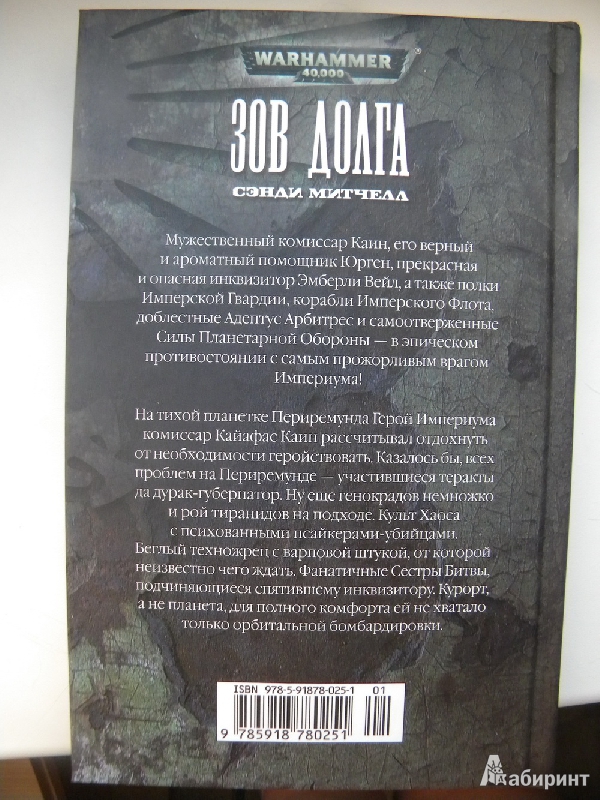 WARHAMMER®
40,000
ЗОВ ДОЛГА
СЭНДИ МИТЧЕЛЛ
Мужественный комиссар Каин, его верный
и ароматный помощник Юрген, прекрасная
и опасная инквизитор Эмберли Вейл, а также полки
Имперской Гвардии, корабли Имперского Флота,
доблестные Адептус Арбитрес и самоотверженные
Силы Планетарной Обороны — в эпическом
противостоянии с самым прожорливым врагом
Империума!
На тихой планетке Периремунда Герой Империума
комиссар Кайафас Каин рассчитывал отдохнуть
от необходимости геройствовать. Казалось бы, всех
проблем на Периремунде — участившиеся теракты
да дурак-губернатор. Ну еще генокрадов немножко
и рой тиранидов на подходе. Культ Хаоса
с психованными псайкерами-убийцами.
Беглый техножрец с варповой штукой, от которой
неизвестно чего ждать. Фанатичные Сестры Битвы,
подчиняющиеся спятившему инквизитору. Курорт,
а не планета, для полного комфорта ей не хватало
только орбитальной бомбардировки.
ISBN 978-5-91878-025-1 01
9 785918 780251
Лабиринт